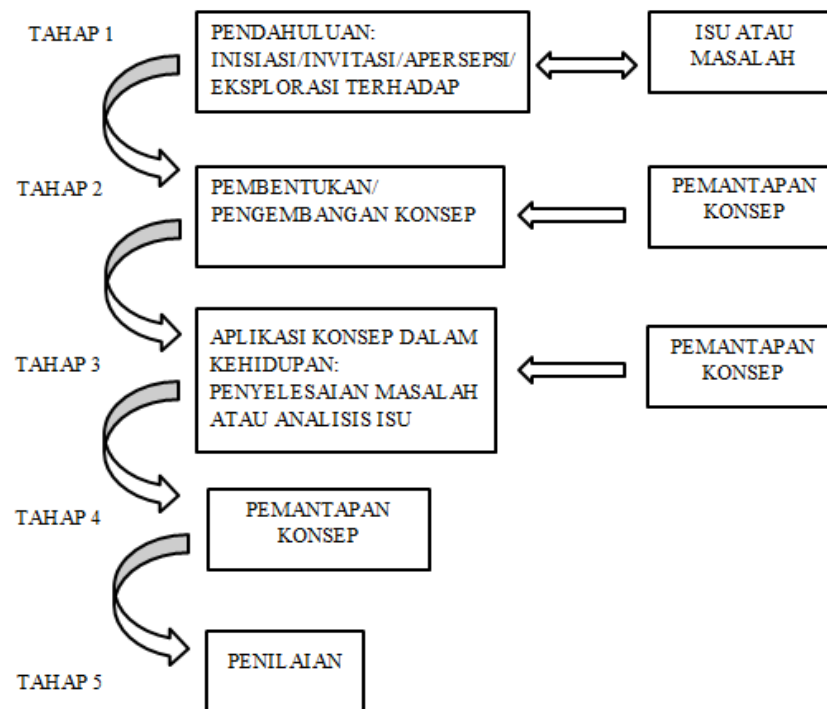 TAHAP 1
PENDAHULUAN:
INISIASI/INVITASI/APERSEPSI/
EKSPLORASI TERHADAP
ISU ATAU
MASALAH
TAHAP 2
PEMBENTUKAN/
PENGEMBANGAN KONSEP
PEMANTAPAN
KONSEP
TAHAP 3
APLIKASI KONSEP DALAM
KEHIDUPAN:
PENYELESAIAN MASALAH
ATAU ANALISIS ISU
PEMANTAPAN
KONSEP
TAHAP 4
PEMANTAPAN
KONSEP
TAHAP 5
PENILAIAN